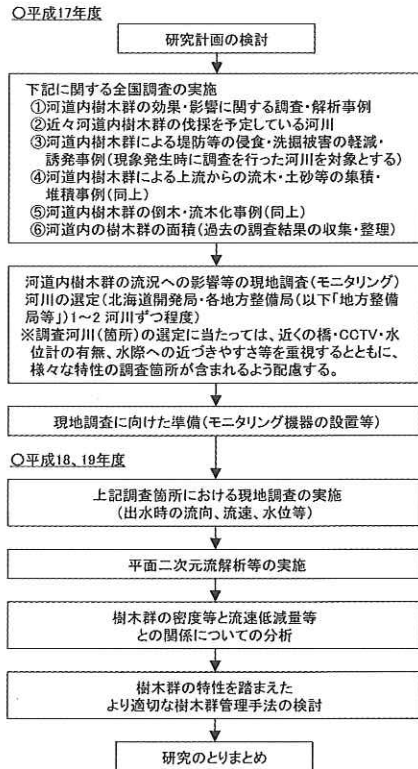 ○平成17年度
研究計画の検討
下記に関する全国調査の実施
①河道内樹木群の効果・影響に関する調査・解析事例
②近々河道内樹木群の伐採を予定している河川
③河道内樹木群による堤防等の侵食・洗掘被害の軽減・
誘発事例(現象発生時に調査を行った河川を対象とする)
④河道内樹木群による上流からの流木・土砂等の集積・
堆積事例(同上)
⑤河道内樹木群の倒木・流木化事例(同上)
⑥河道内の樹木群の面積(過去の調査結果の収集・整理)
河道内樹木群の流況への影響等の現地調査(モニタリング)
河川の選定(北海道開発局・各地方整備局(以下「地方整備
局等」)1～2 河川ずつ程度)
※調査河川(箇所)の選定に当たっては、近くの橋・CCTV・水
位計の有無、水際への近づきやすさ等を重視するとともに、
様々な特性の調査箇所が含まれるよう配慮する。
現地調査に向けた準備(モニタリング機器の設置等)
○平成18、19年度
上記調査箇所における現地調査の実施
(出水時の流向、流速、水位等)
平面二次元流解析等の実施
樹木群の密度等と流速低減量等
との関係についての分析
樹木群の特性を踏まえた
より適切な樹木群管理手法の検討
研究のとりまとめ